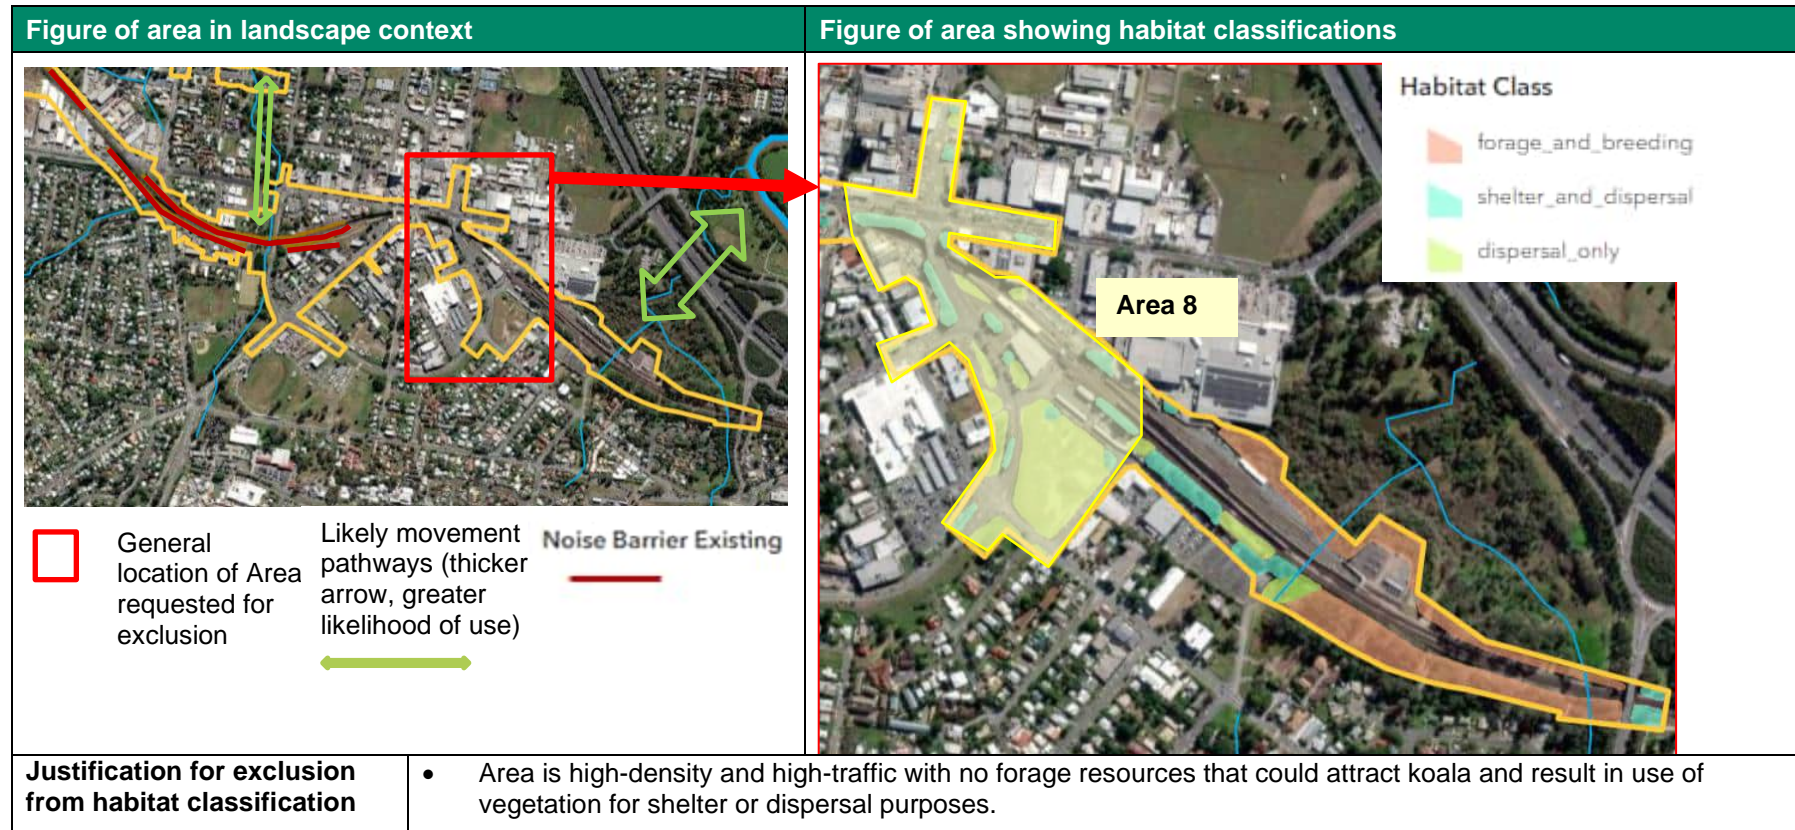 Figure of area in landscape context
Figure of area showing habitat classifications
General
location of Area
requested for
exclusion
Likely movement
pathways (thicker
arrow, greater
likelihood of use)
Noise Barrier Existing
Area 8
Habitat Class
forage_and_breeding
shelter_and_dispersal
dispersal_only
Justification for exclusion
from habitat classification
• Area is high-density and high-traffic with no forage resources that could attract koala and result in use of
vegetation for shelter or dispersal purposes.